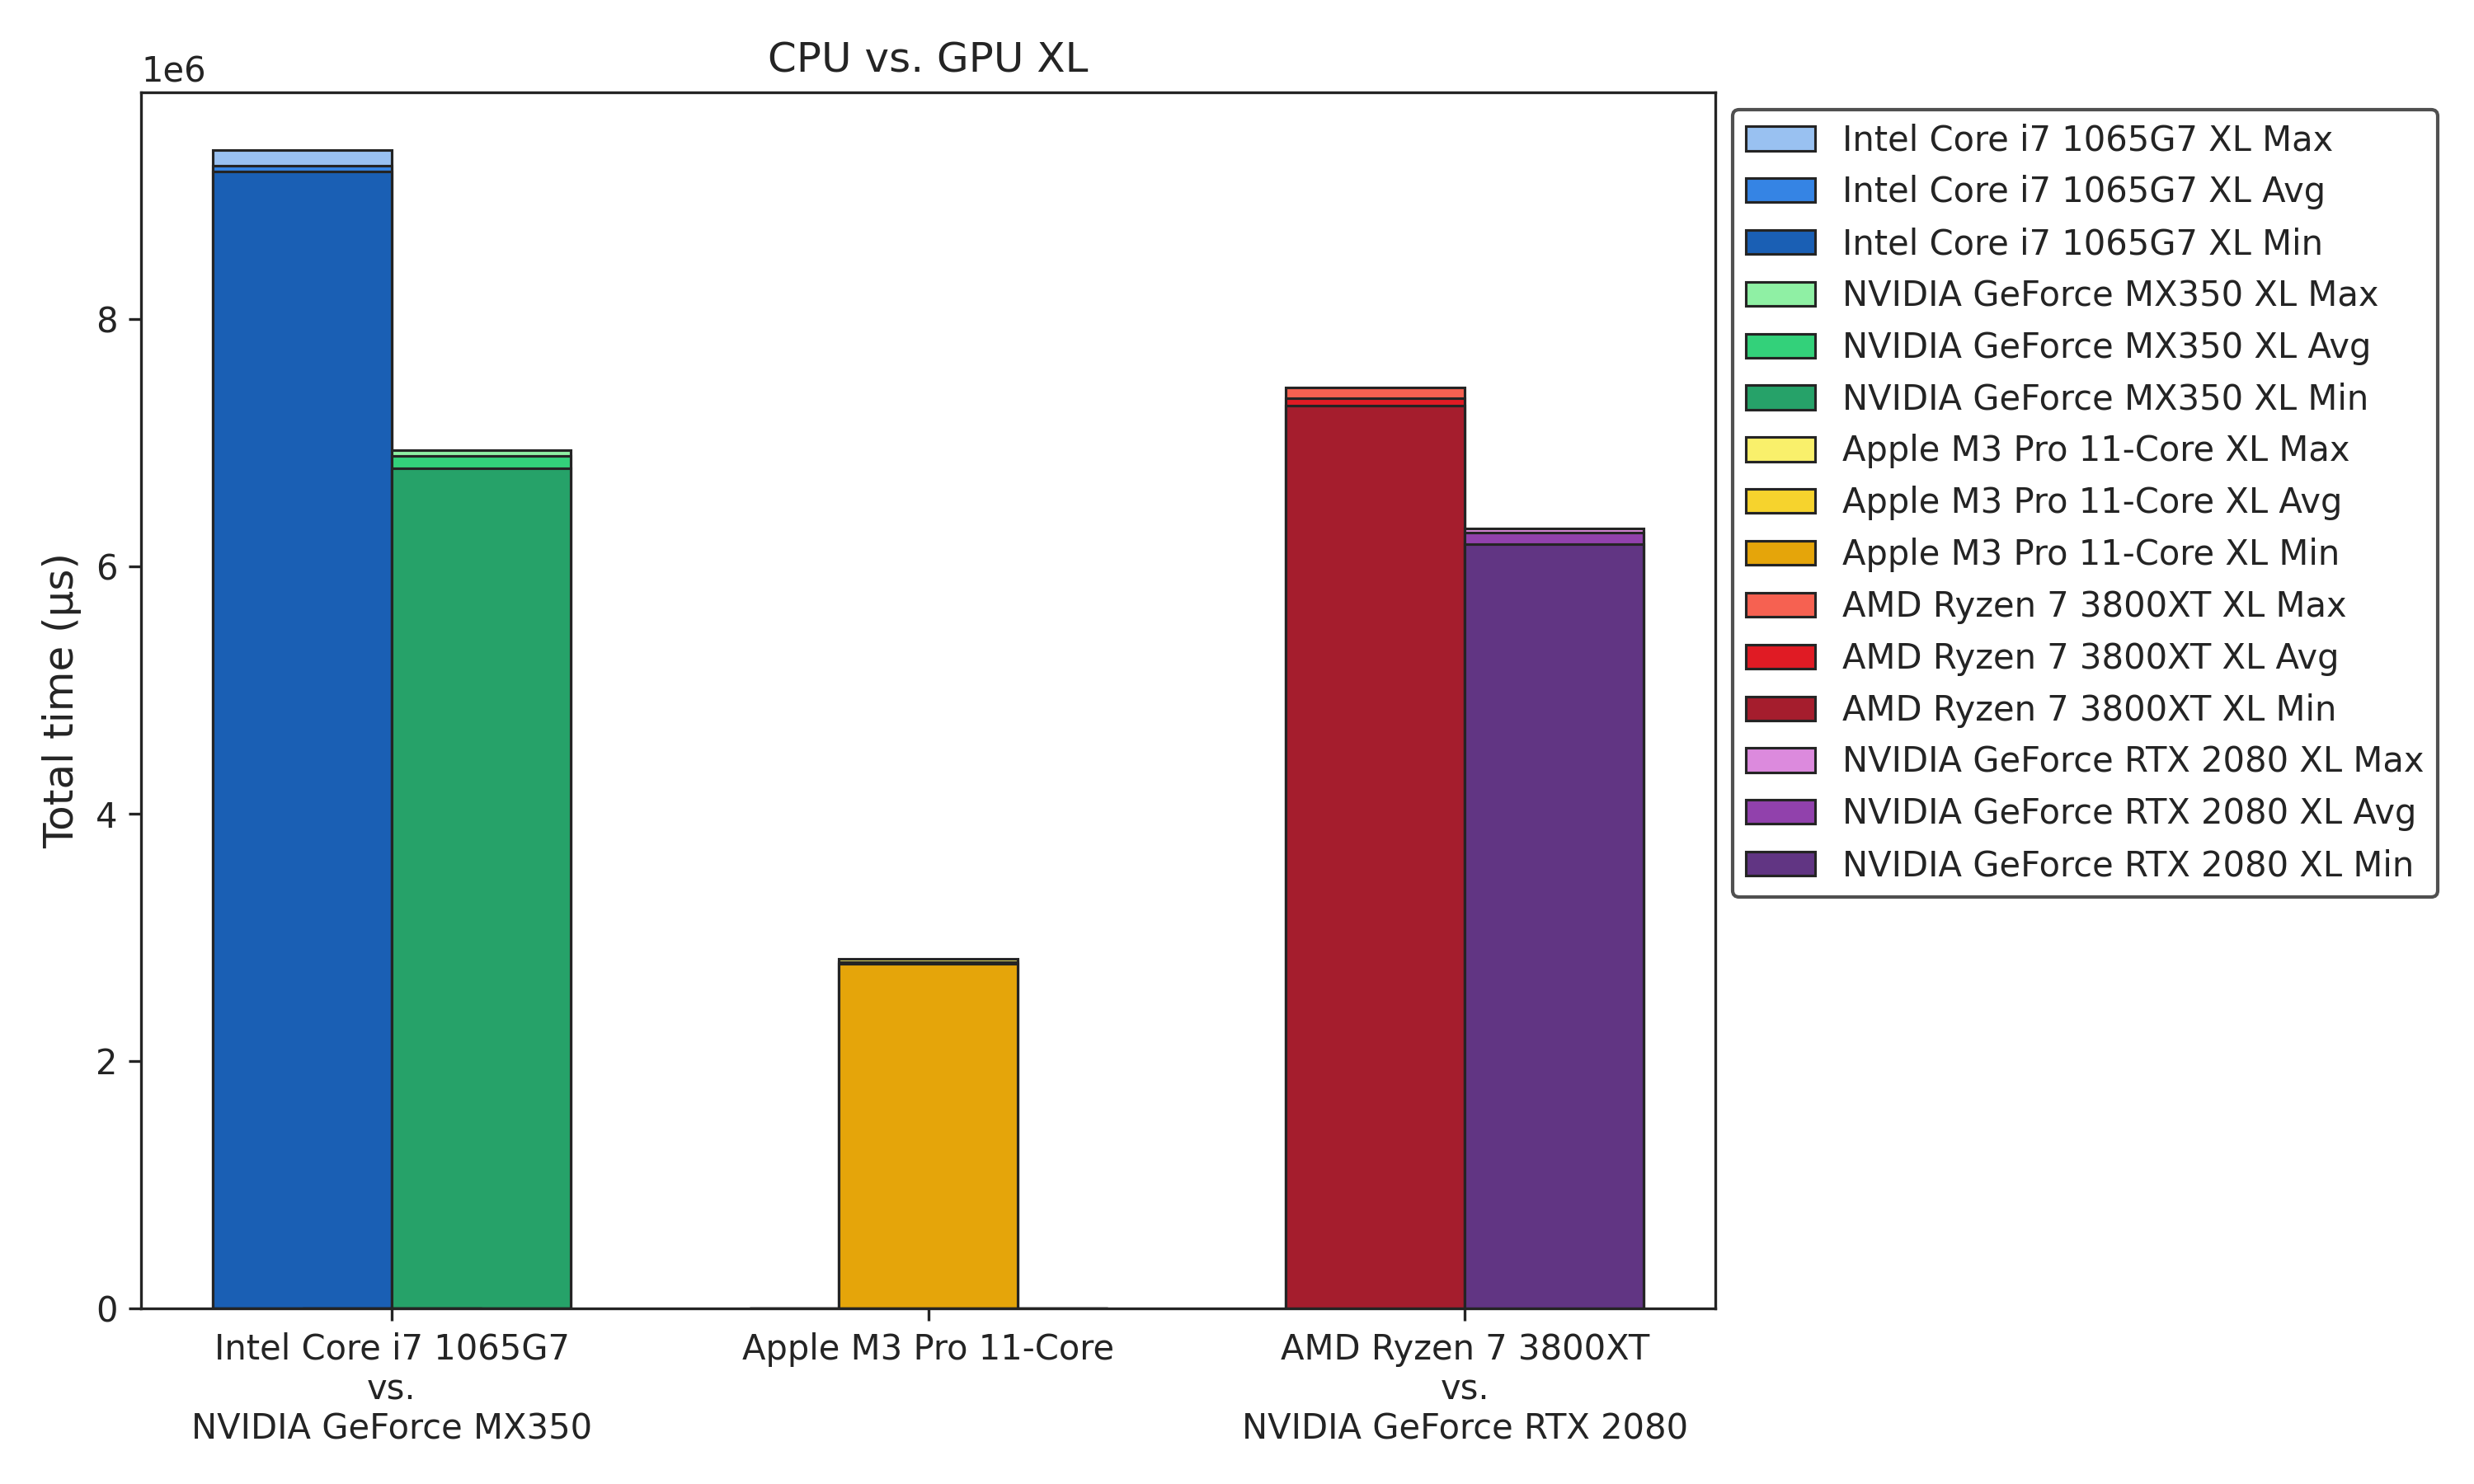 CPU vs. GPU XL
1e6
Total time (µs)
8
6
4
2
0
Intel Core i7 1065G7
vs.
NVIDIA GeForce MX350
Apple M3 Pro 11-Core
AMD Ryzen 7 3800XT
vs.
NVIDIA GeForce RTX 2080
Intel Core i7 1065G7 XL Max
Intel Core i7 1065G7 XL Avg
Intel Core i7 1065G7 XL Min
NVIDIA GeForce MX350 XL Max
NVIDIA GeForce MX350 XL Avg
NVIDIA GeForce MX350 XL Min
Apple M3 Pro 11-Core XL Max
Apple M3 Pro 11-Core XL Avg
Apple M3 Pro 11-Core XL Min
AMD Ryzen 7 3800XT XL Max
AMD Ryzen 7 3800XT XL Avg
AMD Ryzen 7 3800XT XL Min
NVIDIA GeForce RTX 2080 XL Max
NVIDIA GeForce RTX 2080 XL Avg
NVIDIA GeForce RTX 2080 XL Min